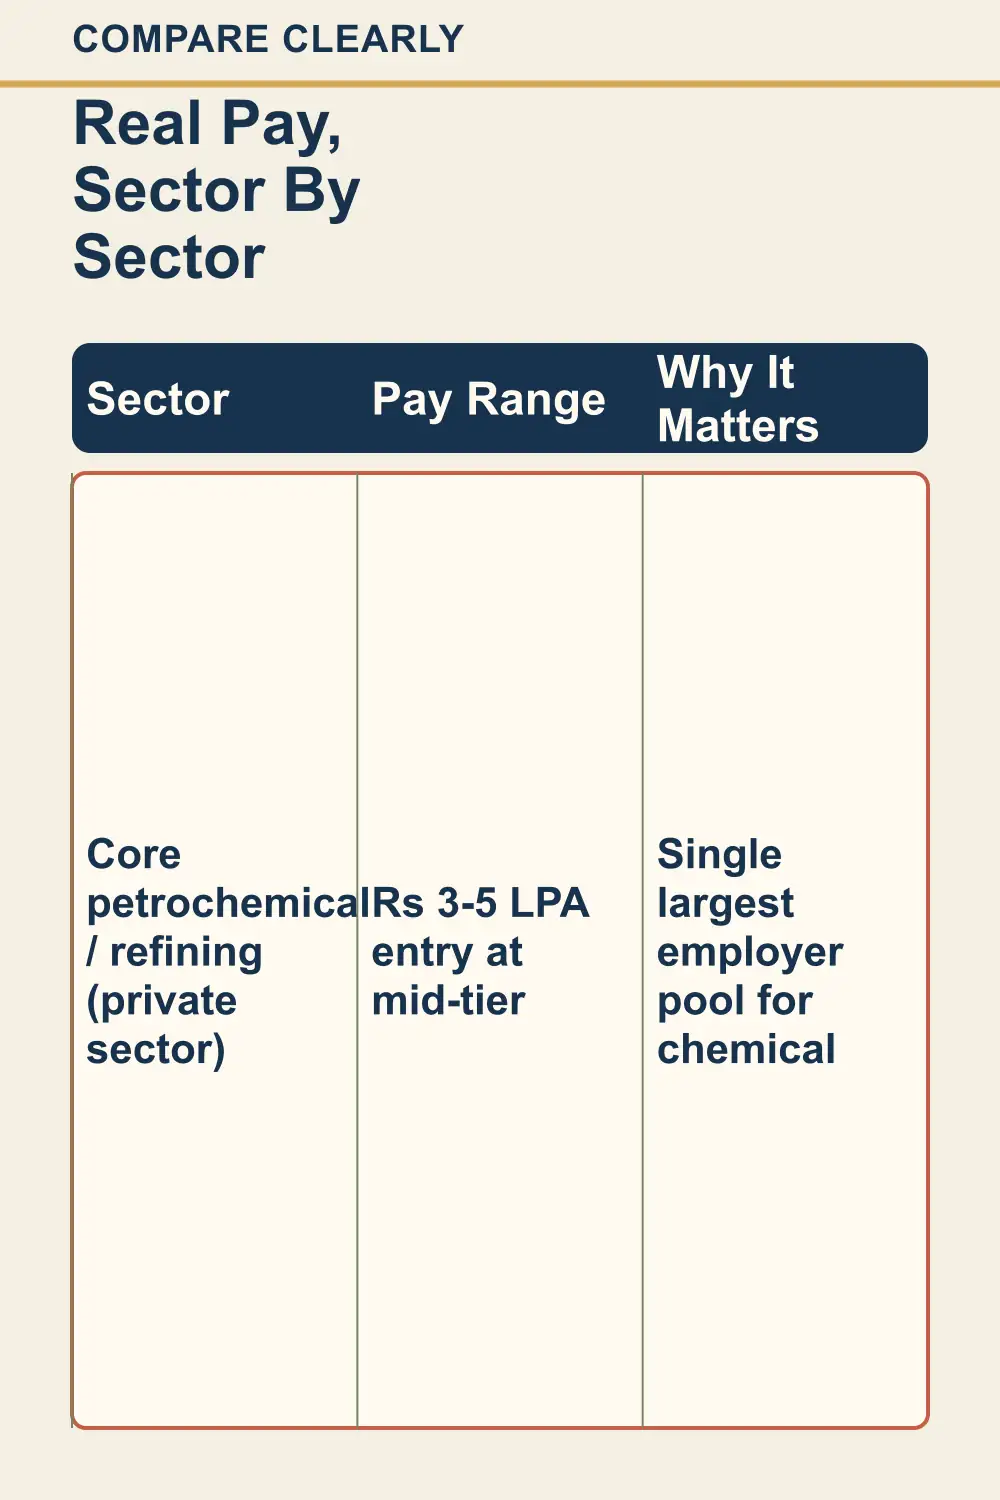 COMPARE CLEARLY
Real Pay,
Sector By
Sector
Sector
Pay Range
Why It
Matters
Core
petrochemical
/ refining
(private
sector)
Rs 3-5 LPA
entry at
mid-tier
Single
largest
employer
pool for
chemical